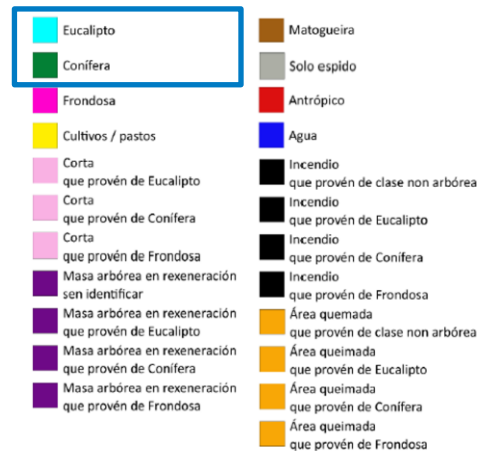 Eucalipto
Conífera
Frondosa
Cultivos / pastos
Corta
que provén de Eucalipto
Corta
que provén de Conífera
Corta
que provén de Frondosa
Masa arbórea en rexeneración
sen identificar
Masa arbórea en rexeneración
que provén de Eucalipto
Masa arbórea en rexeneración
que provén de Conífera
Masa arbórea en rexeneración
que provén de Frondosa
Matogueira
Solo espido
Antrópico
Agua
Incendio
que provén de clase non arbórea
Incendio
que provén de Eucalipto
Incendio
que provén de Conífera
Incendio
que provén de Frondosa
Área quemada
que provén de clase non arbórea
Área queimada
que provén de Eucalipto
Área queimada
que provén de Conífera
Área queimada
que provén de Frondosa